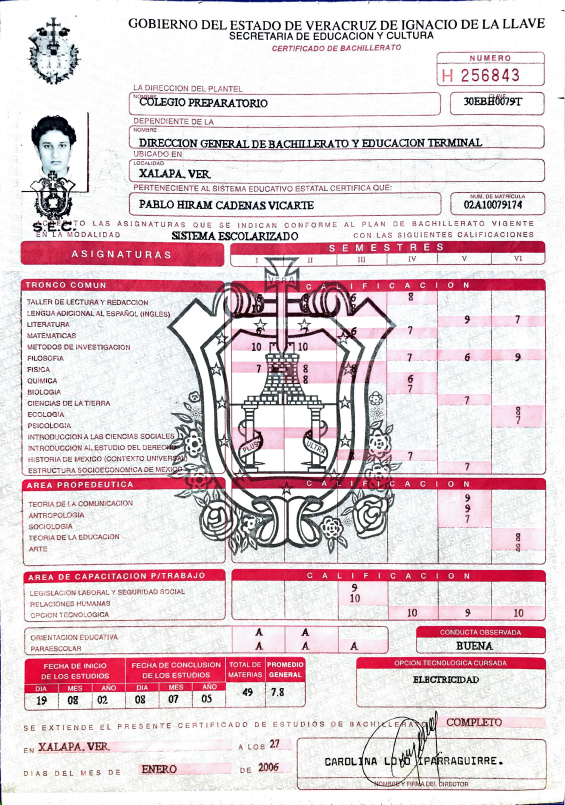 GOBIERNO DEL ESTADO DE VERACRUZ DE IGNACIO DE LA LLAVE
SECRETARIA DE EDUCACION Y CULTURA
CERTIFICADO DE BACHILLERATO
NUMERO
H 256843
LA DIRECCION DEL PLANTEL
NOMBRE
COLEGIO PREPARATORIO
CLAVE
30EBH0079T
DEPENDIENTE DE LA
NOMBRE
DIRECCION GENERAL DE BACHILLERATO Y EDUCACION TERMINAL
UBICADO EN
LOCALIDAD
XALAPA, VER.
PERTENECIENTE AL SISTEMA EDUCATIVO ESTATAL CERTIFICA QUE:
PABLO HIRAM CADENAS VICARTE
NUM. DE MATRICULA
02A10079174
S.E.C.
LAS ASIGNATURAS QUE SE INDICAN CONFORME AL PLAN DE BACHILLERATO VIGENTE
EN LA MODALIDAD SISTEMA ESCOLARIZADO CON LAS SIGUIENTES CALIFICACIONES
ASIGNATURAS SEMESTRES
I II III IV V VI
TRONCO COMUN CALIFICACION
VERA
TALLER DE LECTURA Y REDACCION 6 8
LENGUA ADICIONAL AL ESPAÑOL (INGLES) 8
LITERATURA 9 7
MATEMATICAS 6 7
METODOS DE INVESTIGACION 10 10
FILOSOFIA 7 6 9
FISICA 7 8 8
QUIMICA 8 6
BIOLOGIA 7
CIENCIAS DE LA TIERRA 7
ECOLOGIA 8
PSICOLOGIA 7
INTRODUCCION A LAS CIENCIAS SOCIALES
INTRODUCCION AL ESTUDIO DEL DERECHO
PLUS ULTRA
HISTORIA DE MEXICO (CONTEXTO UNIVERSAL) 7
ESTRUCTURA SOCIOECONOMICA DE MEXICO 7
AREA PROPEDEUTICA CALIFICACION
TEORIA DE LA COMUNICACION 9
ANTROPOLOGIA 9
SOCIOLOGIA 7
TEORIA DE LA EDUCACION 8
ARTE 8
AREA DE CAPACITACION P/TRABAJO CALIFICACION
LEGISLACION LABORAL Y SEGURIDAD SOCIAL 9
RELACIONES HUMANAS 10
OPCION TECNOLOGICA 10 9 10
ORIENTACION EDUCATIVA A A
PARAESCOLAR A A A
CONDUCTA OBSERVADA
BUENA
FECHA DE INICIO DE LOS ESTUDIOS
DIA MES AÑO
19 08 02
FECHA DE CONCLUSION DE LOS ESTUDIOS
DIA MES AÑO
08 07 05
TOTAL DE MATERIAS
49
PROMEDIO GENERAL
7.8
OPCION TECNOLOGICA CURSADA
ELECTRICIDAD
SE EXTIENDE EL PRESENTE CERTIFICADO DE ESTUDIOS DE BACHILLERATO COMPLETO
EN XALAPA, VER. A LOS 27
DIAS DEL MES DE ENERO DE 2006
CAROLINA LOYO IPARRAGUIRRE.
NOMBRE Y FIRMA DEL DIRECTOR